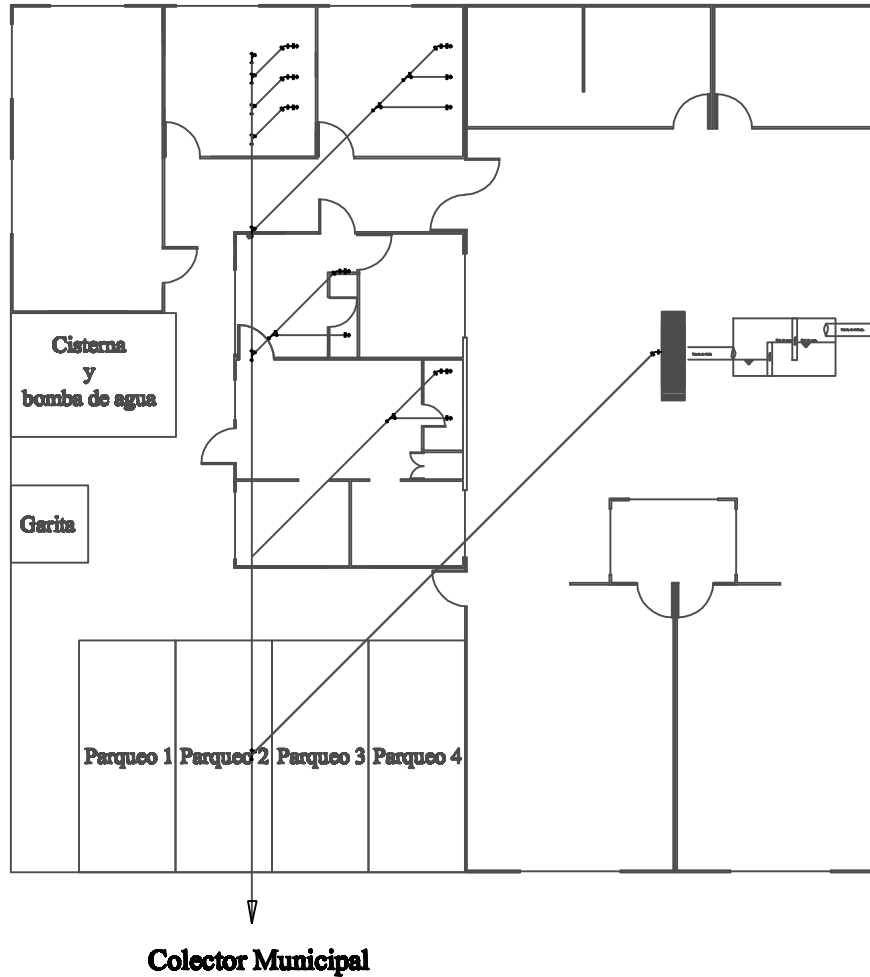 Cisterna
y
bomba de agua
Garita
Parqueo 1
Parqueo 2
Parqueo 3
Parqueo 4
Colector Municipal